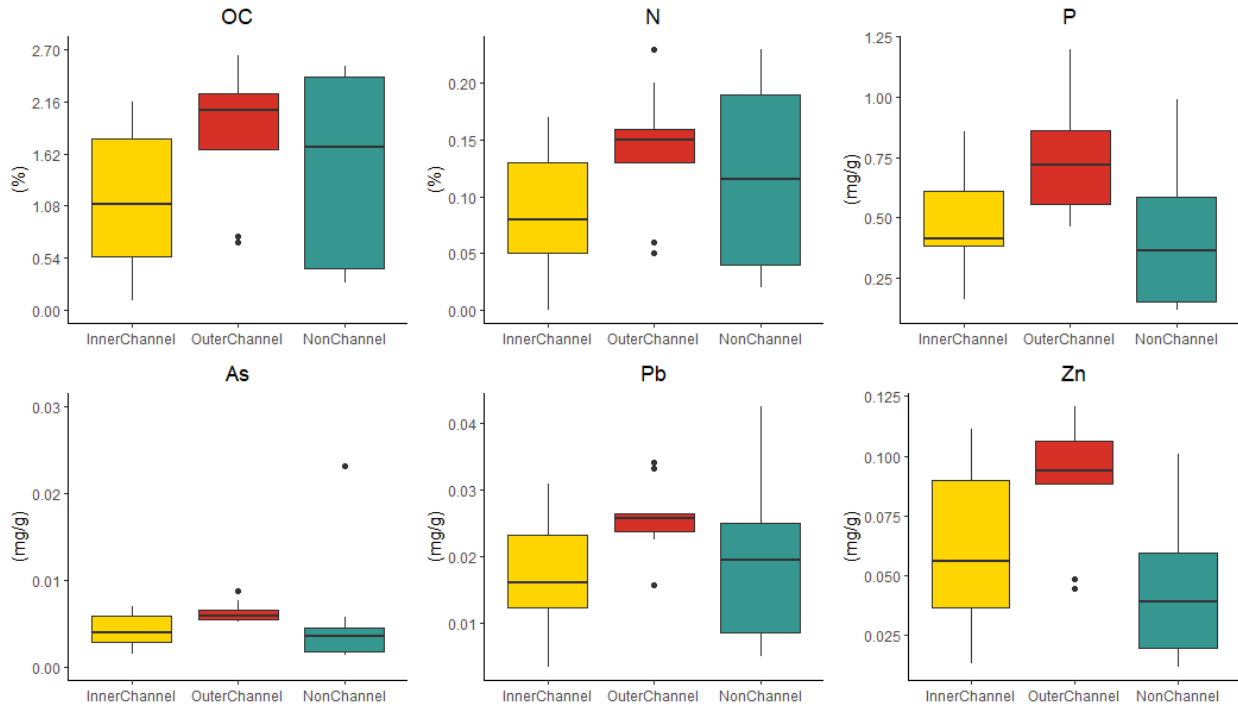 OC
2.70
2.16
1.62
1.08
0.54
0.00
(%)
InnerChannel OuterChannel NonChannel
N
0.20
0.15
0.10
0.05
0.00
(%)
InnerChannel OuterChannel NonChannel
P
1.25
1.00
0.75
0.50
0.25
(mg/g)
InnerChannel OuterChannel NonChannel
As
0.03
0.02
0.01
0.00
(mg/g)
InnerChannel OuterChannel NonChannel
Pb
0.04
0.03
0.02
0.01
(mg/g)
InnerChannel OuterChannel NonChannel
Zn
0.125
0.100
0.075
0.050
0.025
(mg/g)
InnerChannel OuterChannel NonChannel